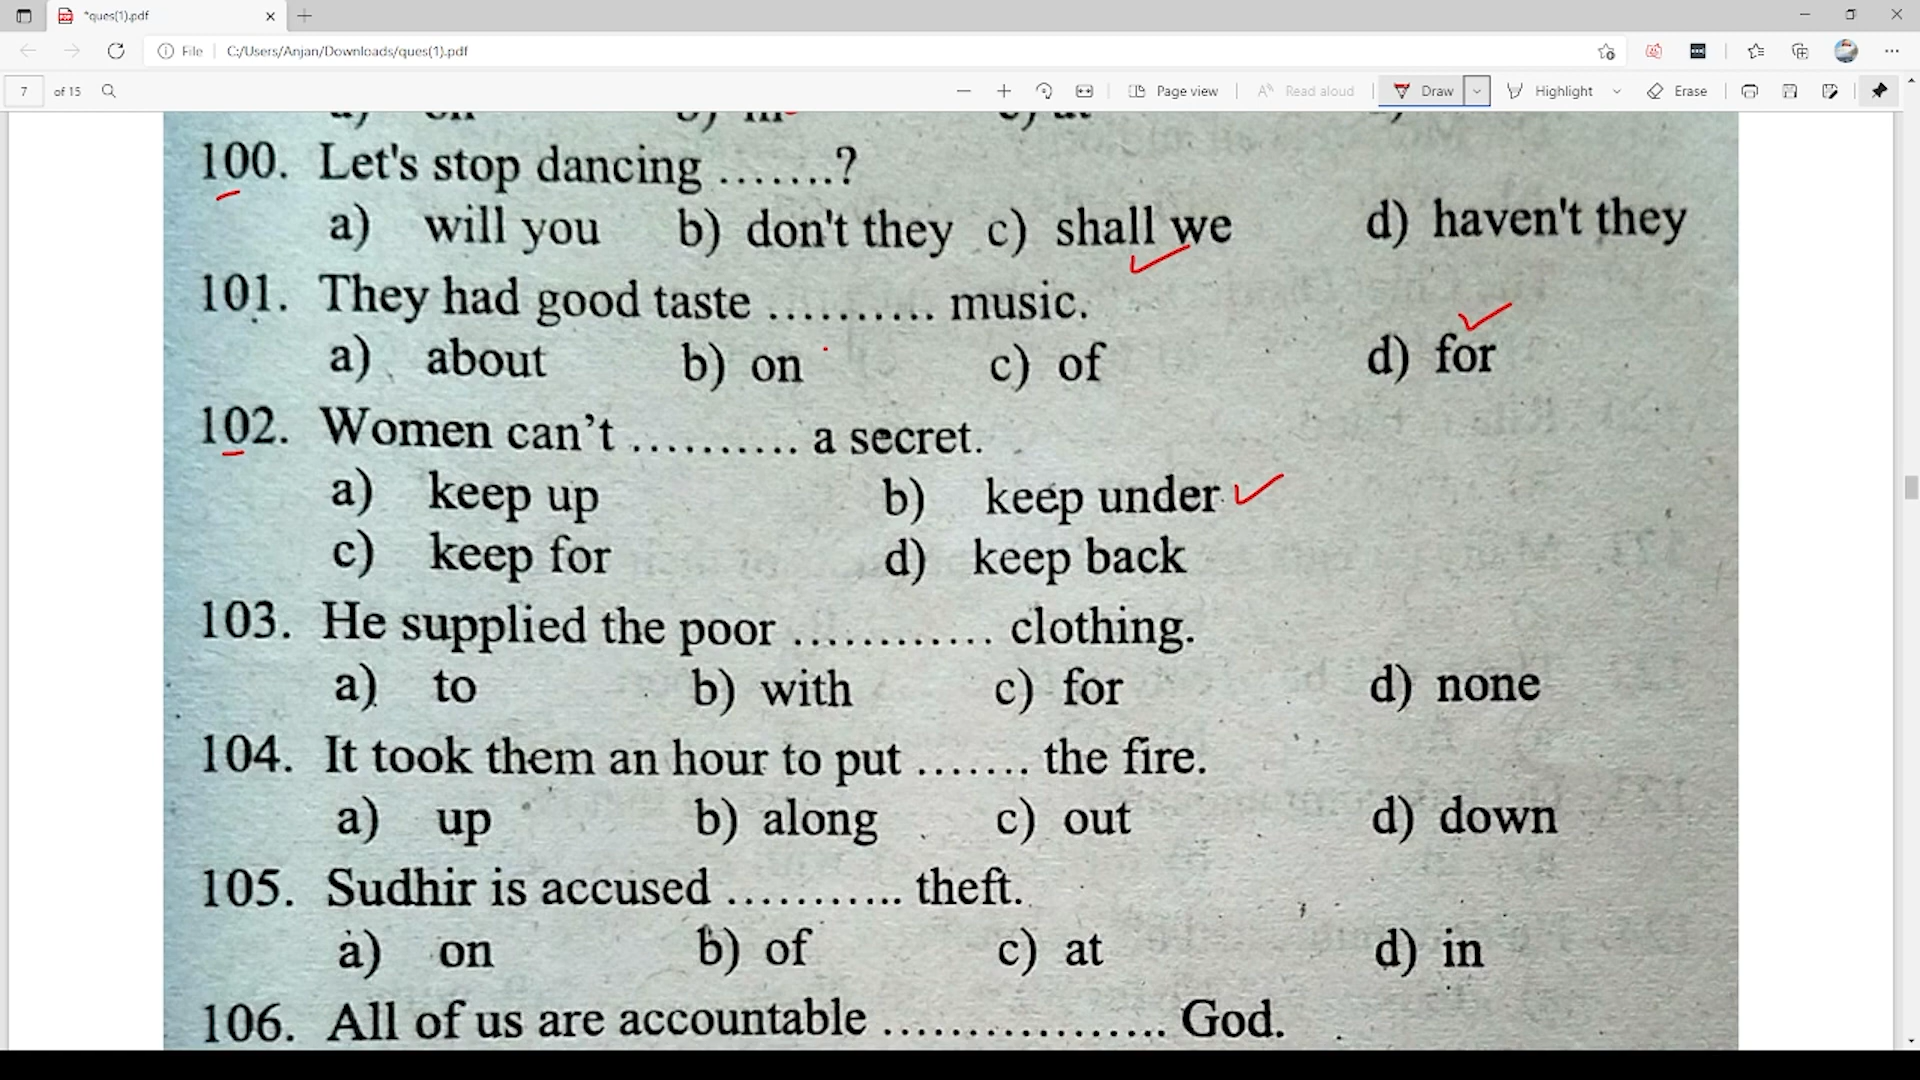 *ques(1).pdf
File C:/Users/Anjan/Downloads/ques(1).pdf
7 of 15 Page view Read aloud Draw Highlight Erase
100. Let's stop dancing .......?
a) will you b) don't they c) shall we d) haven't they
101. They had good taste .......... music.
a) about b) on c) of d) for
102. Women can’t .......... a secret.
a) keep up b) keep under
c) keep for d) keep back
103. He supplied the poor ............ clothing.
a) to b) with c) for d) none
104. It took them an hour to put ....... the fire.
a) up b) along c) out d) down
105. Sudhir is accused ........... theft.
a) on b) of c) at d) in
106. All of us are accountable ................. God.